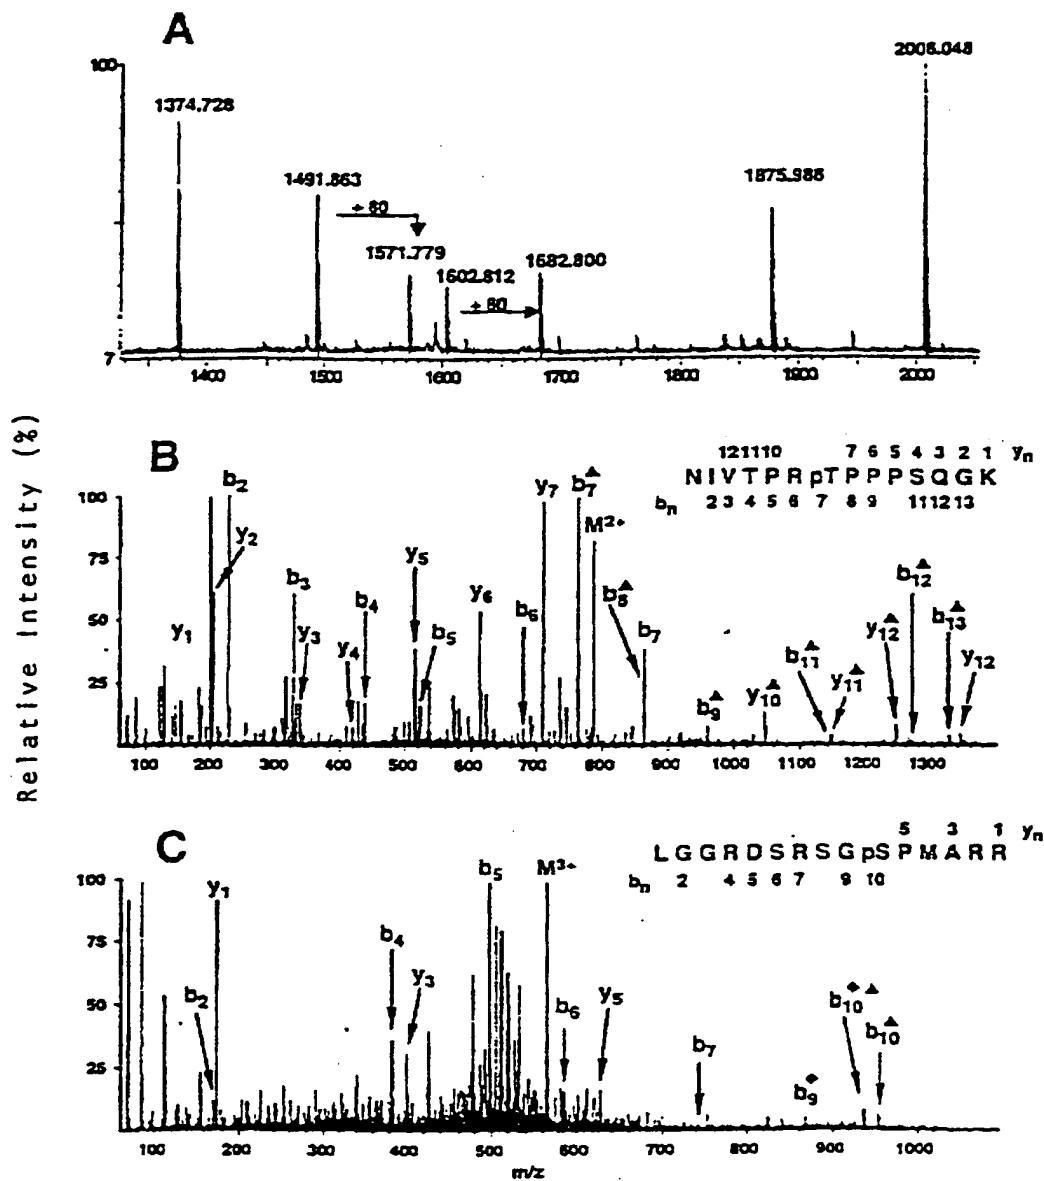 A
2006.048
100
1374.728
1491.863
+80
1571.779
1602.812
+80
1682.800
1875.988
7
1400 1500 1600 1700 1800 1900 2000
Relative Intensity (%)
B
121110 7 6 5 4 3 2 1 yn
NIVTPRpTPPPSQGK
bn 2 3 4 5 6 7 8 9 111213
100
75
50
25
y1
b2
y2
b3
y3
y4
b4
y5
b5
y6
b6
y7
b7▲
M2+
b8▲
b7
b9▲
y10▲
b11▲
y11▲
y12▲
b12▲
b13▲
y12
100 200 300 400 500 600 700 800 900 1000 1100 1200 1300
C
5 3 1 yn
LGGRDSRSGpSPMARR
bn 2 4 5 6 7 9 10
100
75
50
25
b2
y1
b4
y3
b5
M3+
b6
y5
b7
b9◆
b10◆▲
b10▲
100 200 300 400 500 600 700 800 900 1000
m/z